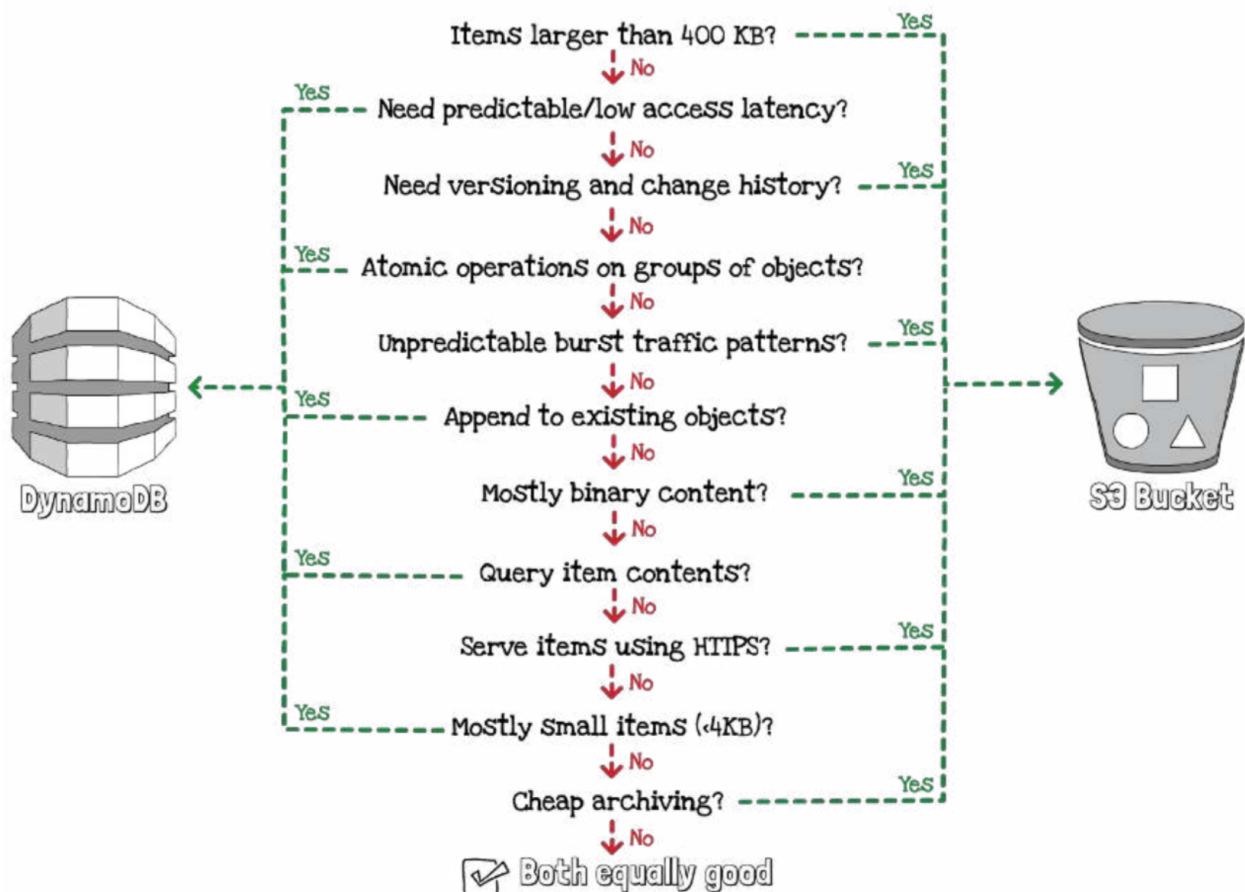 Items larger than 400 KB?
Yes
No
Yes
Need predictable/low access latency?
No
Need versioning and change history?
Yes
No
Yes
Atomic operations on groups of objects?
No
Unpredictable burst traffic patterns?
Yes
No
Yes
Append to existing objects?
No
Mostly binary content?
Yes
DynamoDB
S3 Bucket
No
Yes
Query item contents?
No
Serve items using HTTPS?
Yes
No
Yes
Mostly small items (<4KB)?
No
Cheap archiving?
Yes
No
Both equally good